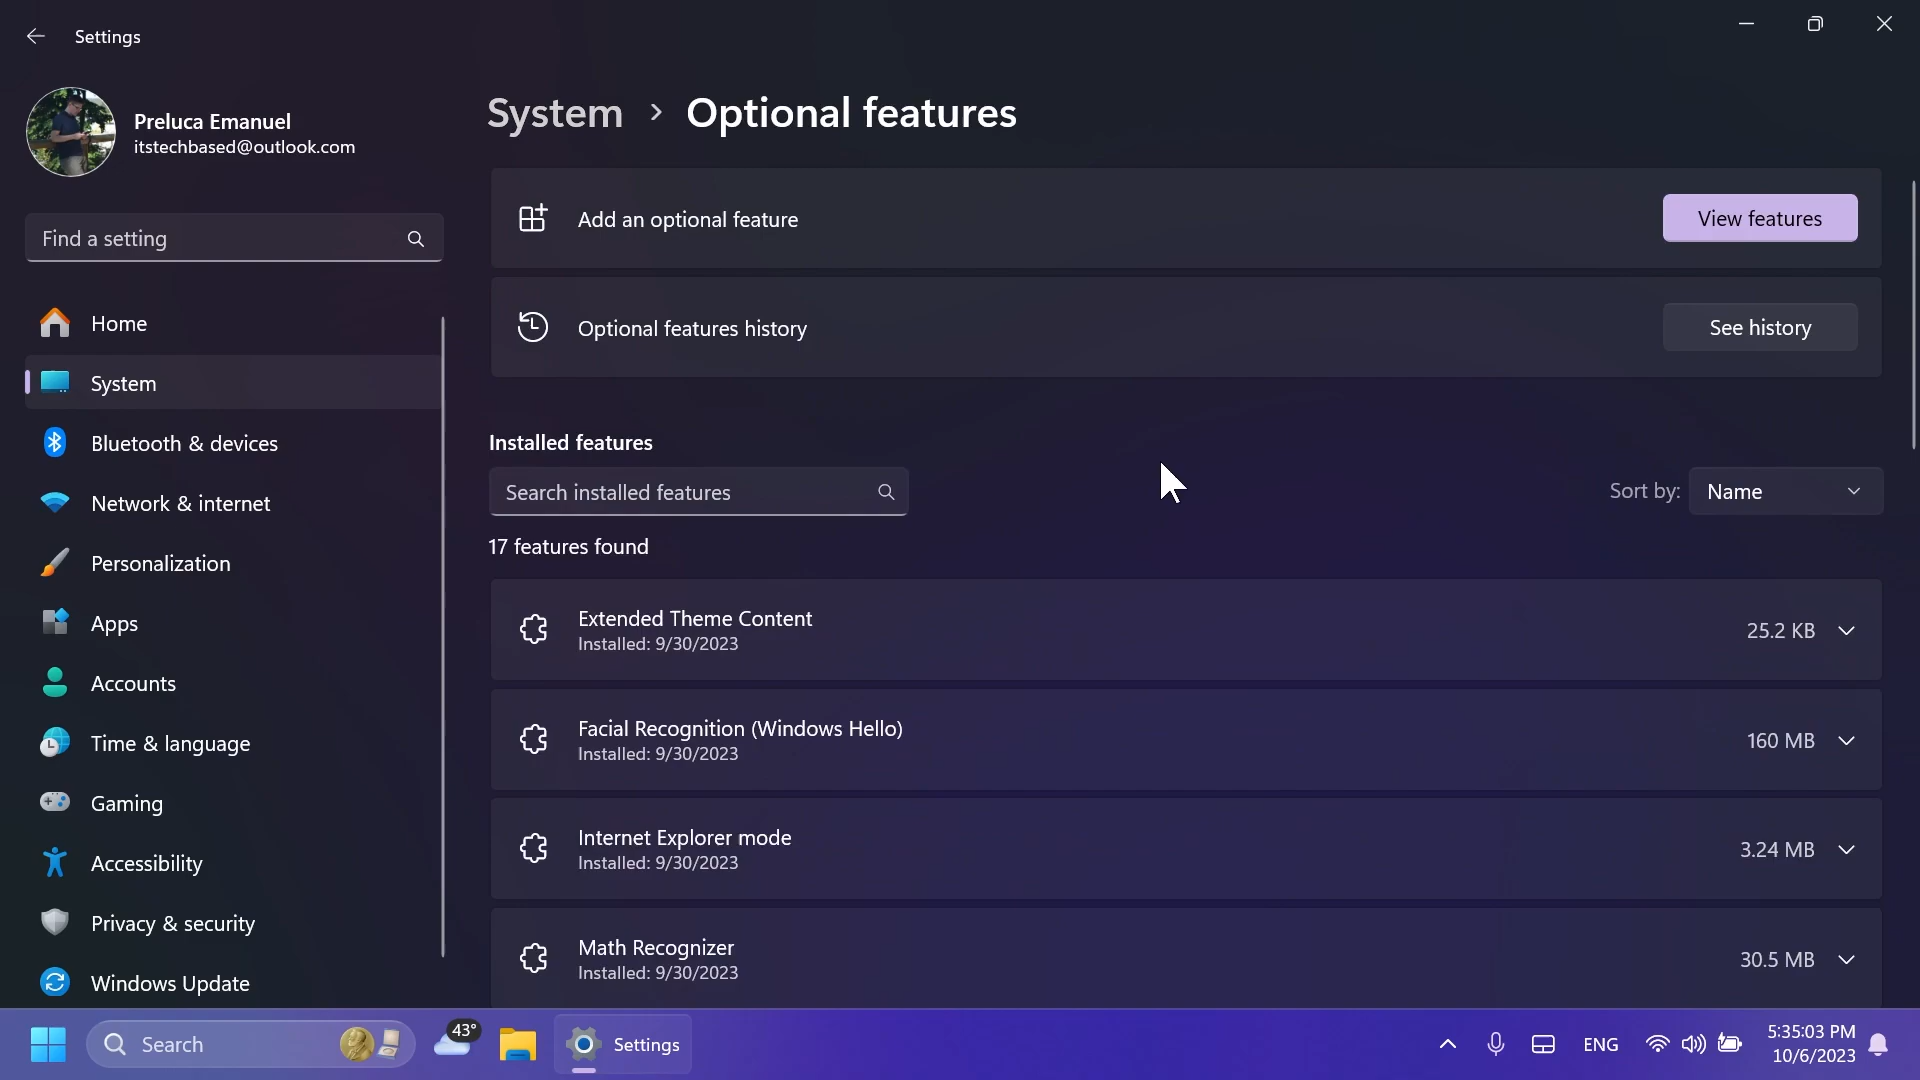 Settings
Preluca Emanuel
itstechbased@outlook.com
Find a setting
Home
System
Bluetooth & devices
Network & internet
Personalization
Apps
Accounts
Time & language
Gaming
Accessibility
Privacy & security
Windows Update
System > Optional features
Add an optional feature
View features
Optional features history
See history
Installed features
Search installed features
Sort by: Name
17 features found
Extended Theme Content
Installed: 9/30/2023
25.2 KB
Facial Recognition (Windows Hello)
Installed: 9/30/2023
160 MB
Internet Explorer mode
Installed: 9/30/2023
3.24 MB
Math Recognizer
Installed: 9/30/2023
30.5 MB
Search
43°
Settings
ENG
5:35:03 PM
10/6/2023